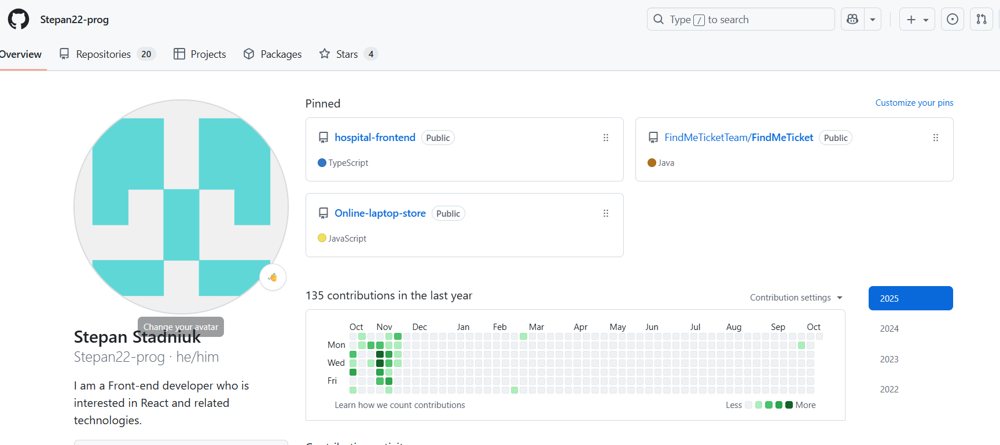 Stepan22-prog
Type / to search
Overview
Repositories 20
Projects
Packages
Stars 4
Pinned
Customize your pins
hospital-frontend Public
TypeScript
FindMeTicketTeam/FindMeTicket Public
Java
Online-laptop-store Public
JavaScript
Change your avatar
Stepan Stadniuk
Stepan22-prog · he/him
I am a Front-end developer who is
interested in React and related
technologies.
135 contributions in the last year
Contribution settings
2025
2024
2023
2022
Oct Nov Dec Jan Feb Mar Apr May Jun Jul Aug Sep Oct
Mon
Wed
Fri
Learn how we count contributions
Less More